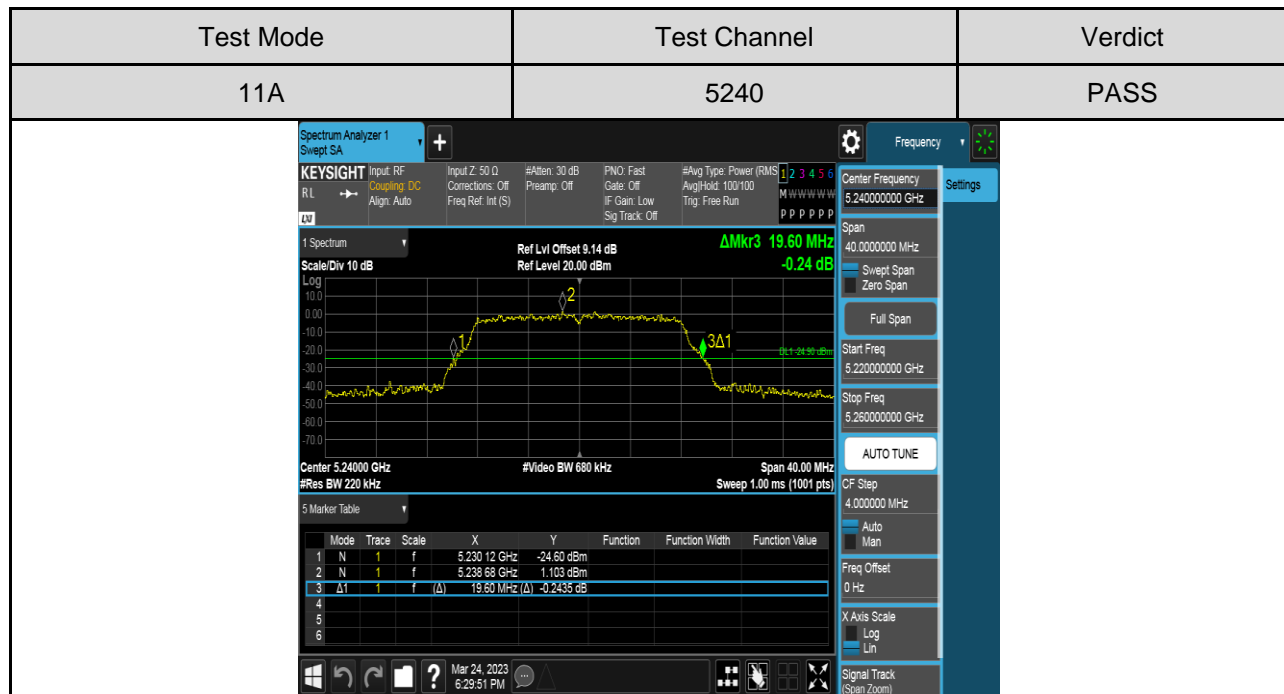 Test Mode Test Channel Verdict
11A 5240 PASS
Spectrum Analyzer 1
Swept SA
+
Frequency
Settings
KEYSIGHT
RL
LXI
Input: RF
Coupling: DC
Align: Auto
Input Z: 50 Ω
Corrections: Off
Freq Ref: Int (S)
#Atten: 30 dB
Preamp: Off
PNO: Fast
Gate: Off
IF Gain: Low
Sig Track: Off
#Avg Type: Power (RMS
Avg|Hold: 100/100
Trig: Free Run
1 2 3 4 5 6
M W W W W W
P P P P P P
1 Spectrum
Scale/Div 10 dB
Ref Lvl Offset 9.14 dB
Ref Level 20.00 dBm
ΔMkr3 19.60 MHz
-0.24 dB
Log
10.0
0.00
-10.0
-20.0
-30.0
-40.0
-50.0
-60.0
-70.0
1
2
3Δ1
DL1 -24.90 dBm
Center 5.24000 GHz #Video BW 680 kHz Span 40.00 MHz
#Res BW 220 kHz Sweep 1.00 ms (1001 pts)
5 Marker Table
Mode Trace Scale X Y Function Function Width Function Value
1 N 1 f 5.230 12 GHz -24.60 dBm
2 N 1 f 5.238 68 GHz 1.103 dBm
3 Δ1 1 f (Δ) 19.60 MHz (Δ) -0.2435 dB
4
5
6
Center Frequency
5.240000000 GHz
Span
40.0000000 MHz
Swept Span
Zero Span
Full Span
Start Freq
5.220000000 GHz
Stop Freq
5.260000000 GHz
AUTO TUNE
CF Step
4.000000 MHz
Auto
Man
Freq Offset
0 Hz
X Axis Scale
Log
Lin
Signal Track
(Span Zoom)
?
Mar 24, 2023
6:29:51 PM